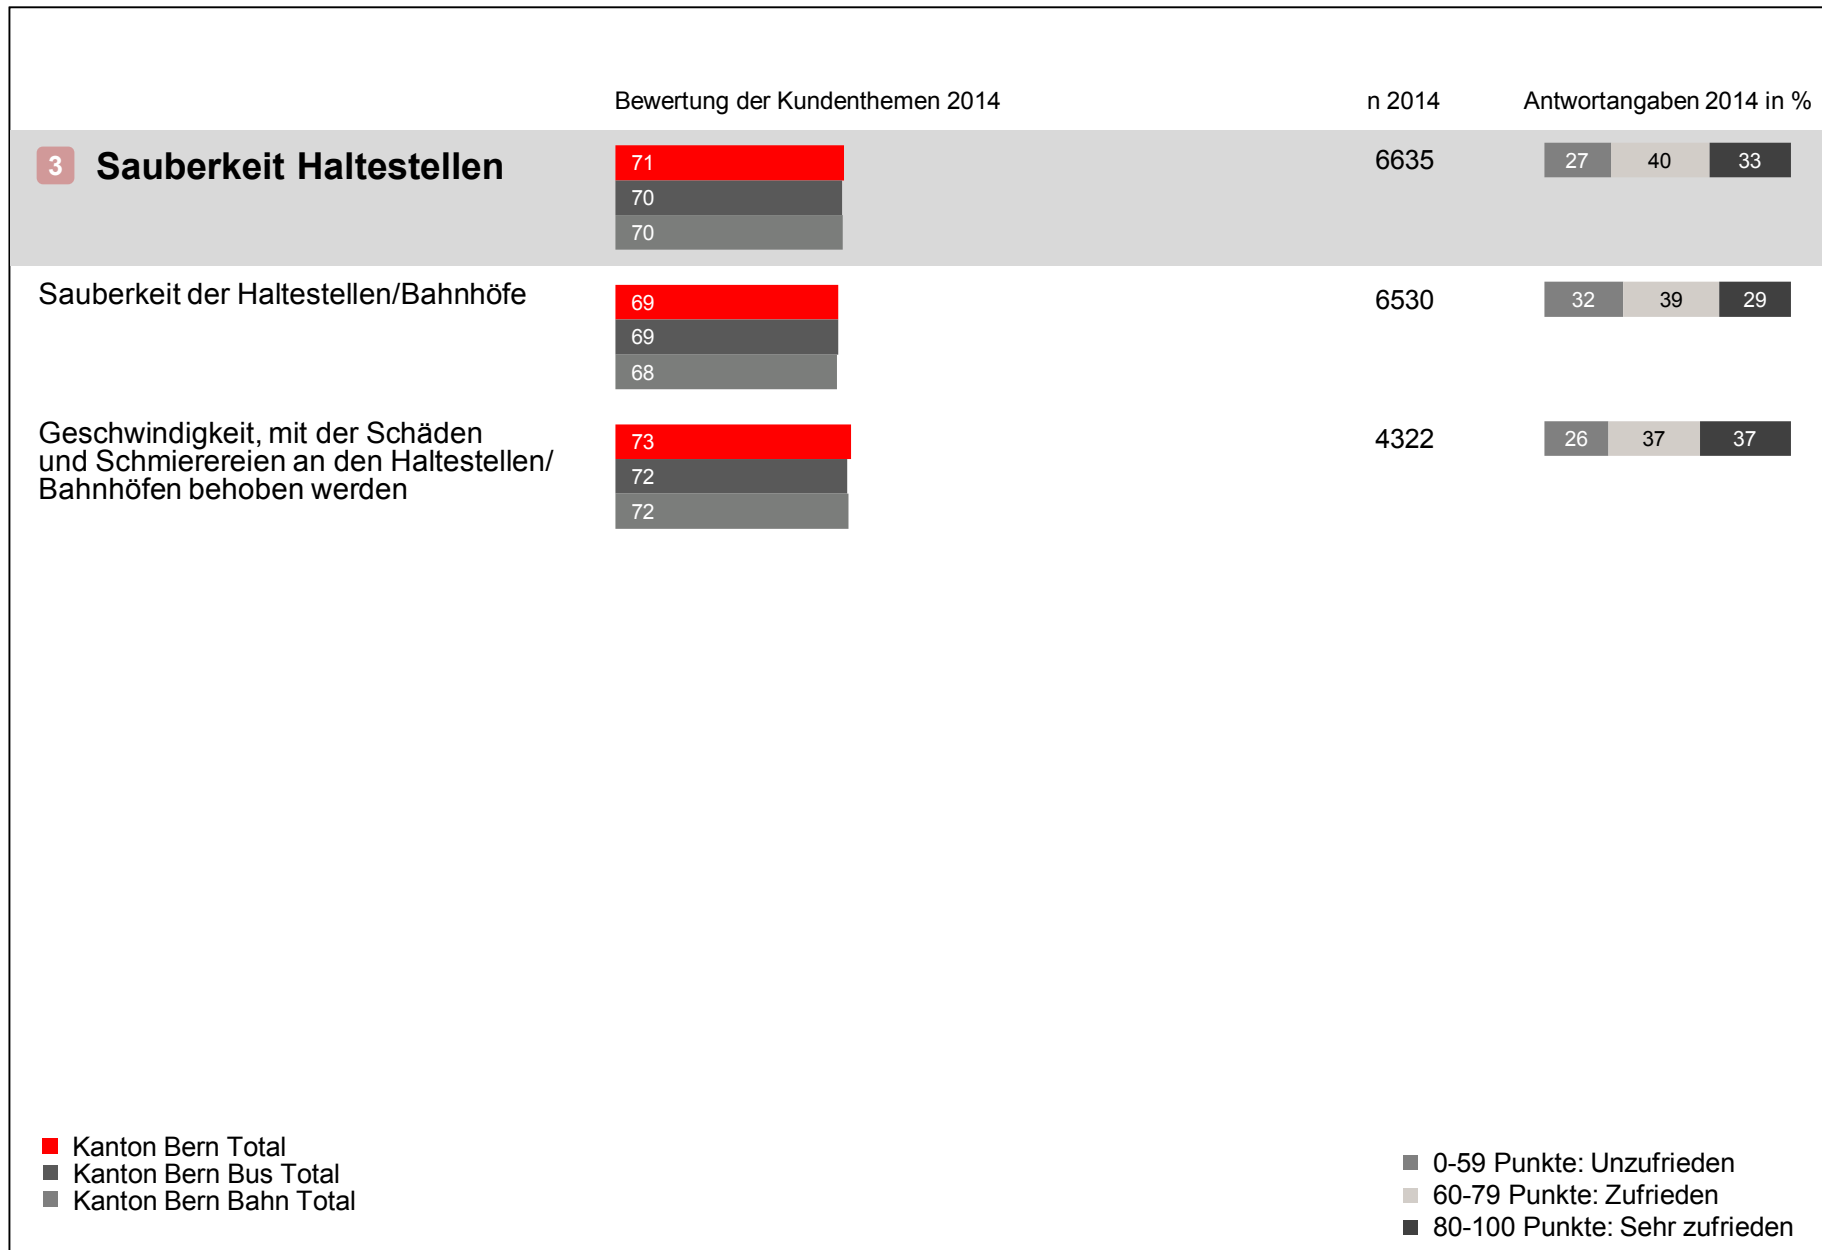 Bewertung der Kundenthemen 2014 n 2014 Antwortangaben 2014 in %
3 Sauberkeit Haltestellen 71 6635 27 40 33
70
70
Sauberkeit der Haltestellen/Bahnhöfe 69 6530 32 39 29
69
68
Geschwindigkeit, mit der Schäden 73 4322 26 37 37
und Schmierereien an den Haltestellen/ 72
Bahnhöfen behoben werden
72
Kanton Bern Total
Kanton Bern Bus Total
Kanton Bern Bahn Total
0-59 Punkte: Unzufrieden
60-79 Punkte: Zufrieden
80-100 Punkte: Sehr zufrieden